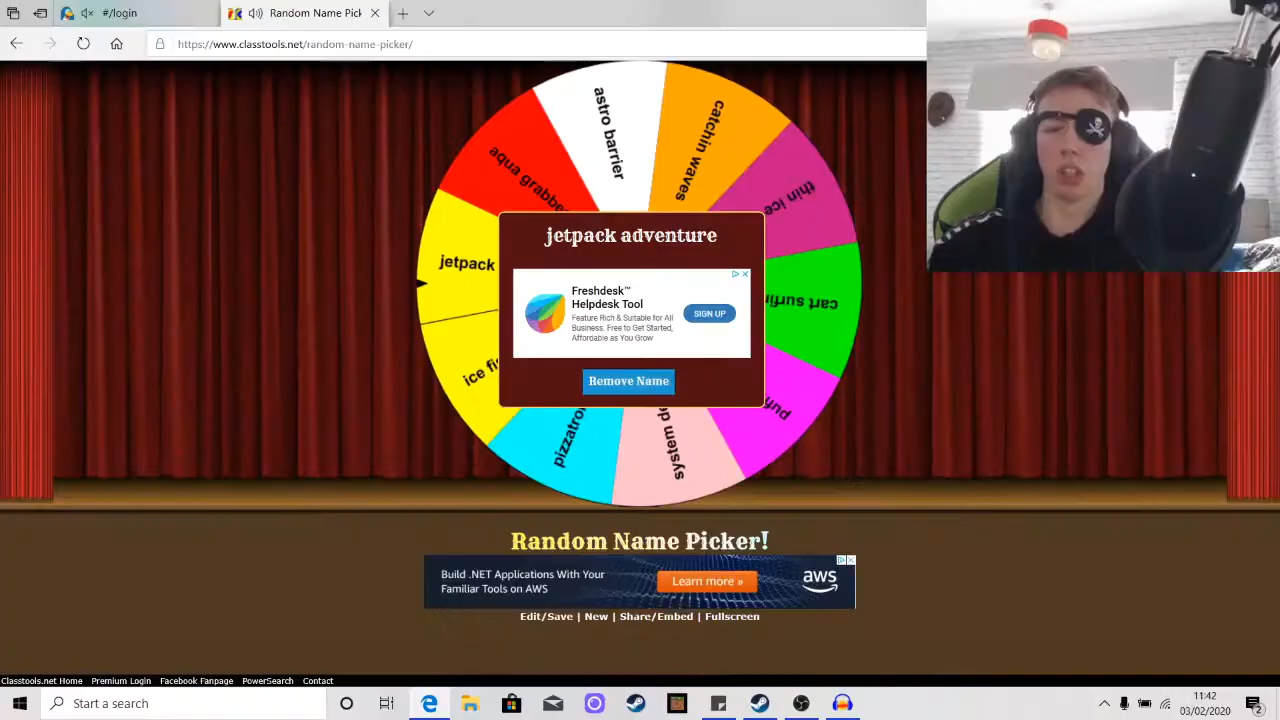 #/login
Random Name Pick
https://www.classtools.net/random-name-picker/
astro barrier
catchin waves
thin ice
aqua grabbe
jetpack
cart surfin
ice fi
pizzatro
system d
puf
jetpack adventure
Freshdesk™
Helpdesk Tool
Feature Rich & Suitable for All
Business. Free to Get Started,
Affordable as You Grow
SIGN UP
Remove Name
Random Name Picker!
Build .NET Applications With Your
Familiar Tools on AWS
Learn more »
aws
Edit/Save | New | Share/Embed | Fullscreen
Classtools.net Home Premium Login Facebook Fanpage PowerSearch Contact
Start a search
11:42
03/02/2020
2